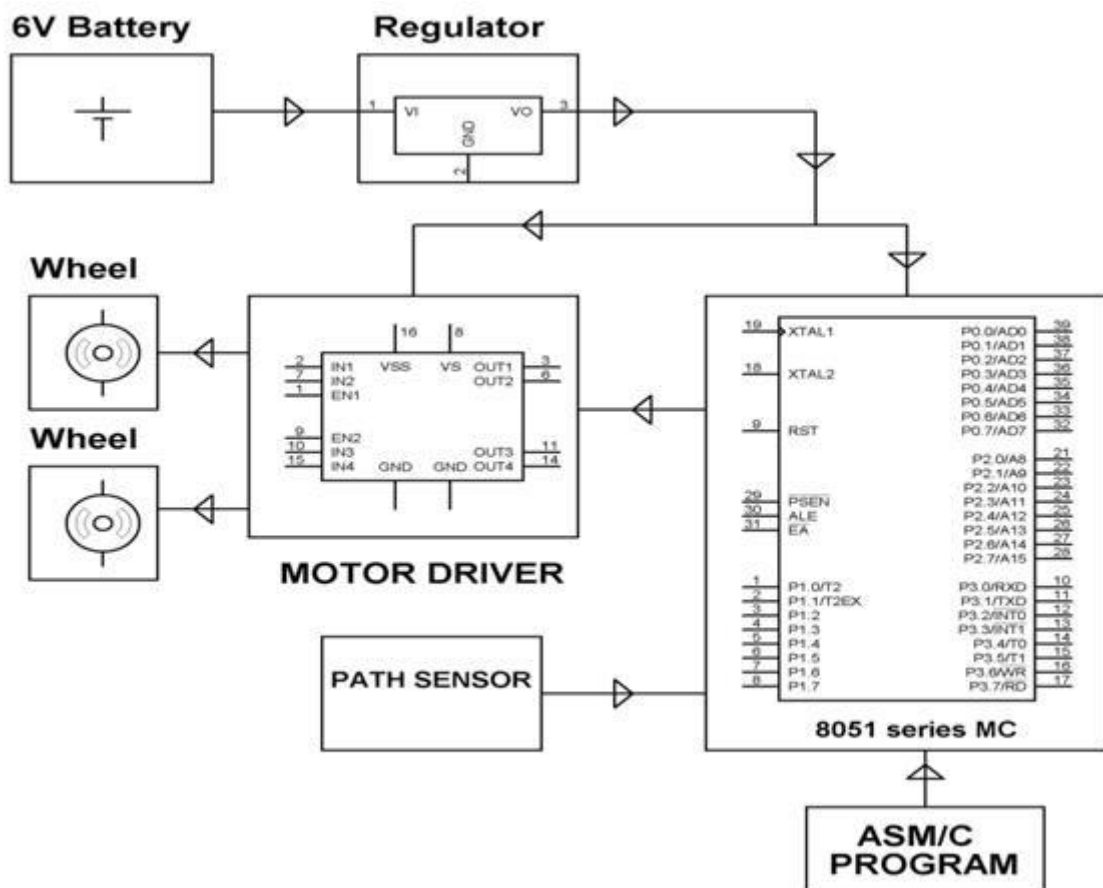 6V Battery
Regulator
1
VI
VO
3
GND
2
Wheel
Wheel
16
8
2
IN1
VSS
VS
OUT1
3
7
IN2
OUT2
6
1
EN1
9
EN2
10
IN3
OUT3
11
15
IN4
GND
GND
OUT4
14
MOTOR DRIVER
PATH SENSOR
19
XTAL1
P0.0/AD0
39
P0.1/AD1
38
P0.2/AD2
37
18
XTAL2
P0.3/AD3
36
P0.4/AD4
35
P0.5/AD5
34
P0.6/AD6
33
9
RST
P0.7/AD7
32
P2.0/A8
21
P2.1/A9
22
P2.2/A10
23
29
PSEN
P2.3/A11
24
30
ALE
P2.4/A12
25
31
EA
P2.5/A13
26
P2.6/A14
27
P2.7/A15
28
1
P1.0/T2
P3.0/RXD
10
2
P1.1/T2EX
P3.1/TXD
11
3
P1.2
P3.2/INT0
12
4
P1.3
P3.3/INT1
13
5
P1.4
P3.4/T0
14
6
P1.5
P3.5/T1
15
7
P1.6
P3.6/WR
16
8
P1.7
P3.7/RD
17
8051 series MC
ASM/C
PROGRAM